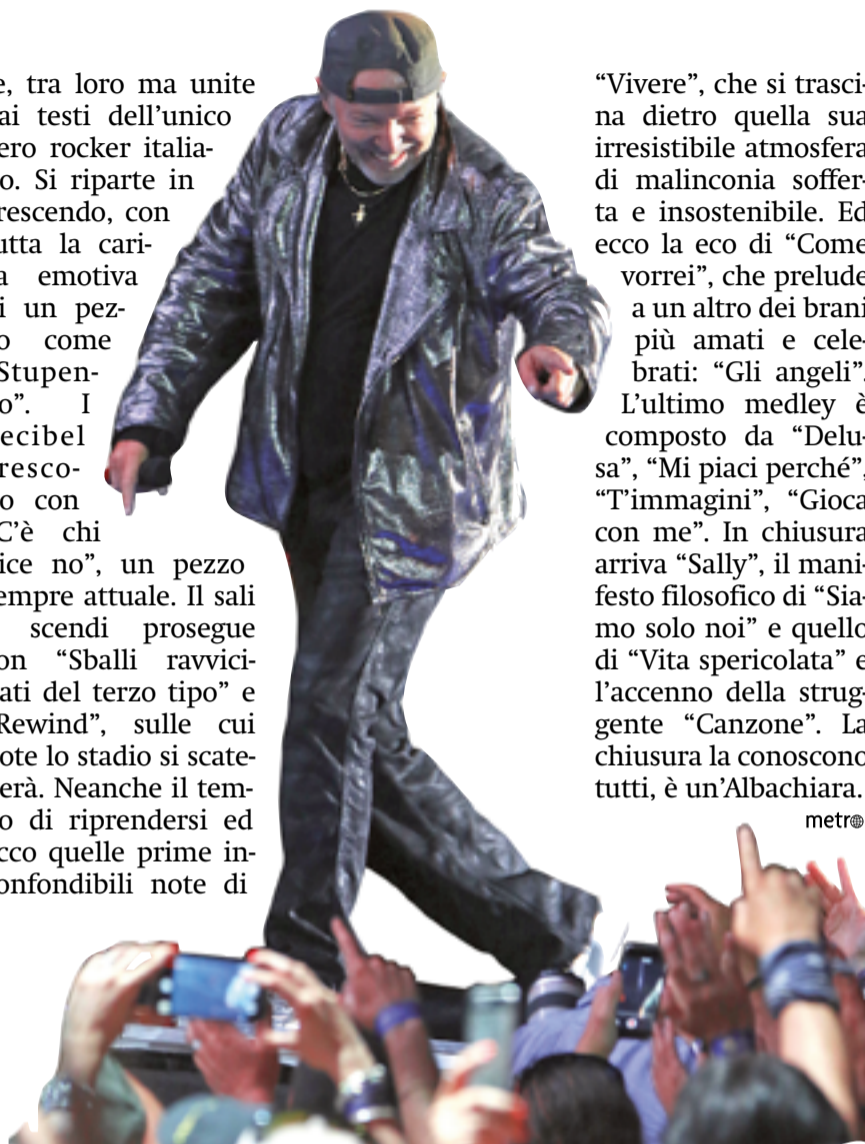 e, tra loro ma unite
ai testi dell’unico
ero rocker italia-
o. Si riparte in
rescendo, con
utta la cari-
a emotiva
i un pez-
o come
Stupen-
o”. I
ecibel
resco-
o con
C’è chi
ice no”, un pezzo
empre attuale. Il sali
scendi prosegue
on “Sballi ravvici-
ati del terzo tipo” e
Rewind”, sulle cui
ote lo stadio si scate-
erà. Neanche il tem-
o di riprendersi ed
cco quelle prime in-
onfondibili note di
“Vivere”, che si trasci-
na dietro quella sua
irresistibile atmosfera
di malinconia soffer-
ta e insostenibile. Ed
ecco la eco di “Come
vorrei”, che prelude
a un altro dei brani
più amati e cele-
brati: “Gli angeli”.
L’ultimo medley è
composto da “Delu-
sa”, “Mi piaci perché”,
“T’immagini”, “Gioca
con me”. In chiusura
arriva “Sally”, il mani-
festo filosofico di “Sia-
mo solo noi” e quello
di “Vita spericolata” e
l’accenno della strug-
gente “Canzone”. La
chiusura la conoscono
tutti, è un’Albachiara.
metro